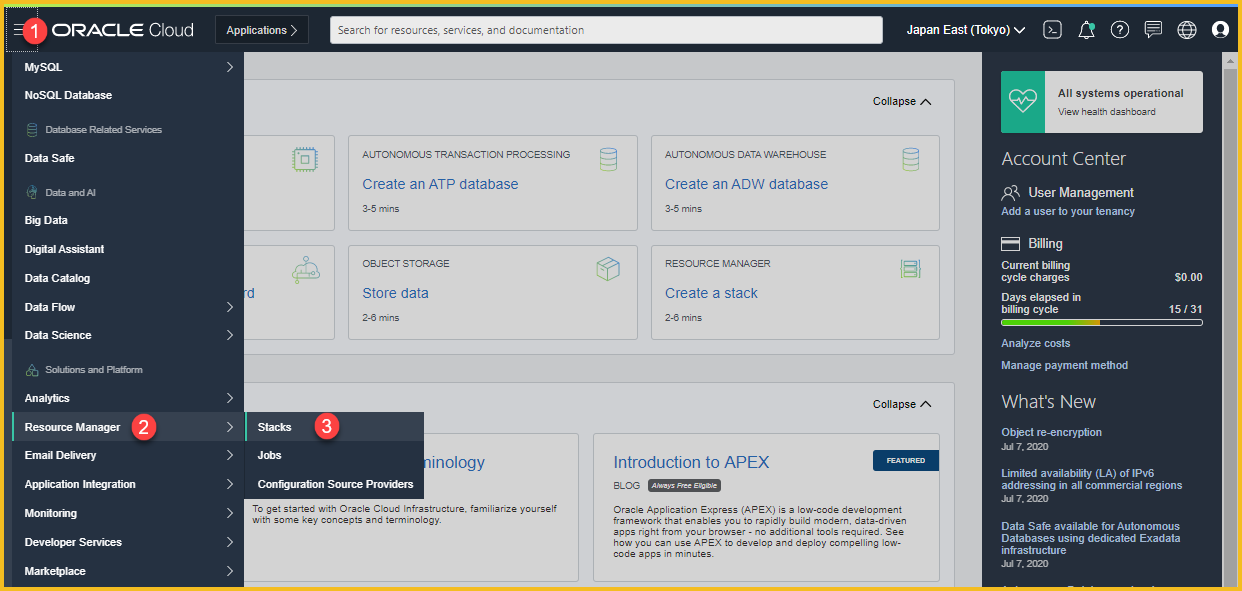 1
ORACLE Cloud
Applications
Search for resources, services, and documentation
Japan East (Tokyo)
MySQL
NoSQL Database
Database Related Services
Data Safe
Data and AI
Big Data
Digital Assistant
Data Catalog
Data Flow
Data Science
Solutions and Platform
Analytics
Resource Manager
2
Email Delivery
Application Integration
Monitoring
Developer Services
Marketplace
Stacks
3
Jobs
Configuration Source Providers
Collapse
AUTONOMOUS TRANSACTION PROCESSING
Create an ATP database
3-5 mins
AUTONOMOUS DATA WAREHOUSE
Create an ADW database
3-5 mins
rd
OBJECT STORAGE
Store data
2-6 mins
RESOURCE MANAGER
Create a stack
2-6 mins
Collapse
minology
To get started with Oracle Cloud Infrastructure, familiarize yourself
with some key concepts and terminology.
Introduction to APEX
FEATURED
BLOG Always Free Eligible
Oracle Application Express (APEX) is a low-code development
framework that enables you to rapidly build modern, data-driven
apps right from your browser - no additional tools required. See
how you can use APEX to develop and deploy compelling low-
code apps in minutes.
All systems operational
View health dashboard
Account Center
User Management
Add a user to your tenancy
Billing
Current billing
cycle charges $0.00
Days elapsed in
billing cycle 15 / 31
Analyze costs
Manage payment method
What's New
Object re-encryption
Jul 7, 2020
Limited availability (LA) of IPv6
addressing in all commercial regions
Jul 7, 2020
Data Safe available for Autonomous
Databases using dedicated Exadata
infrastructure
Jul 7, 2020